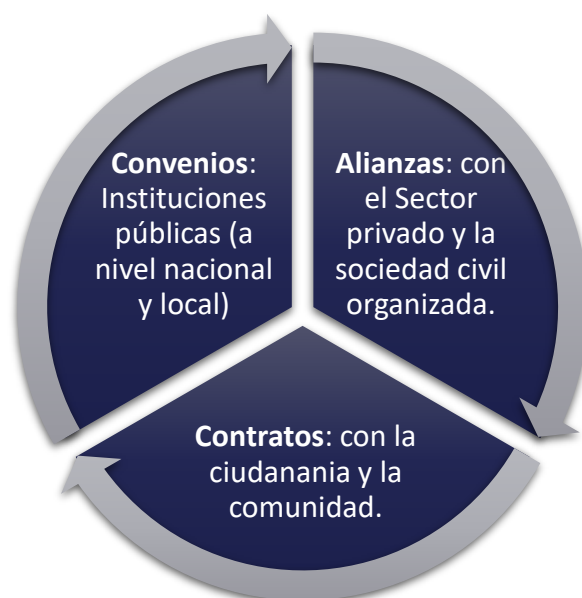 Convenios:
Instituciones
públicas (a
nivel nacional
y local)
Alianzas: con
el Sector
privado y la
sociedad civil
organizada.
Contratos: con la
ciudanania y la
comunidad.